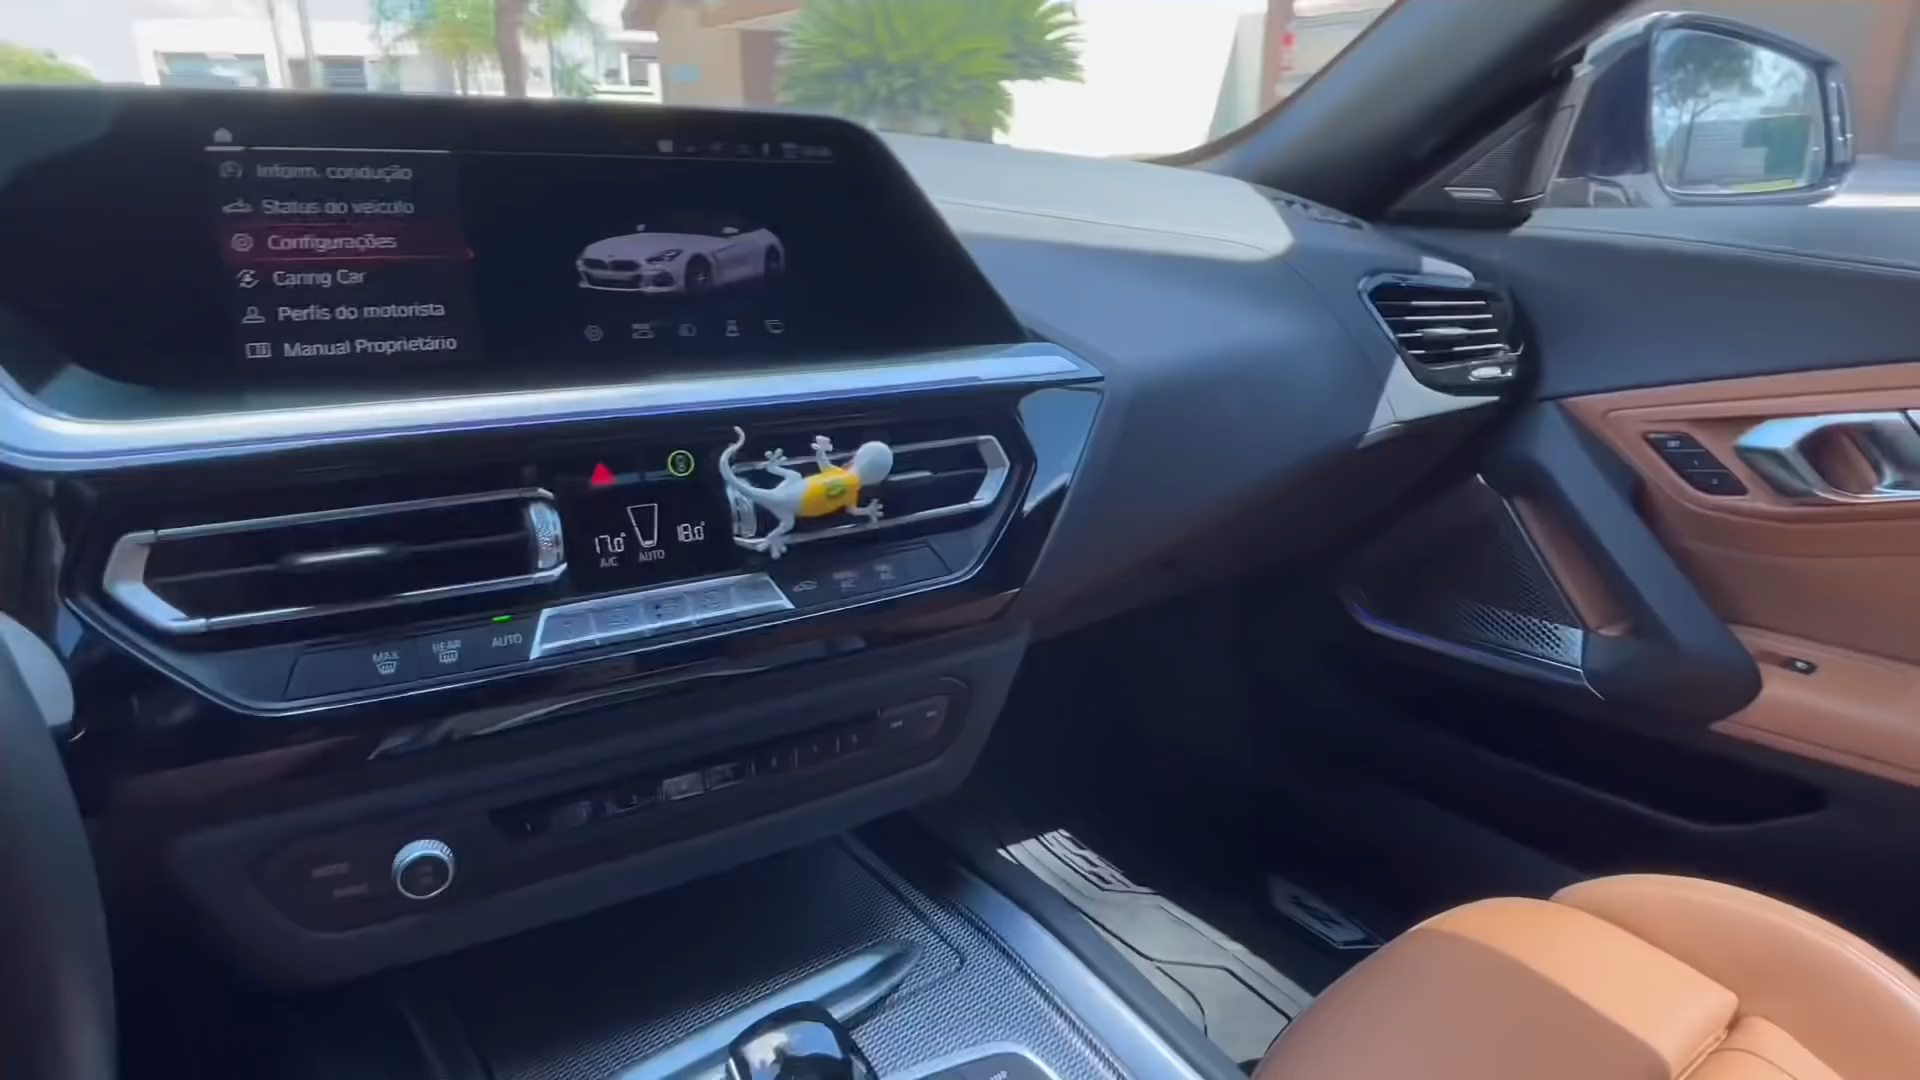 Inform. condução
Status do veículo
Configurações
Caring Car
Perfis do motorista
Manual Proprietário
17.0°
18.0°
A/C
AUTO
MAX
REAR
AUTO